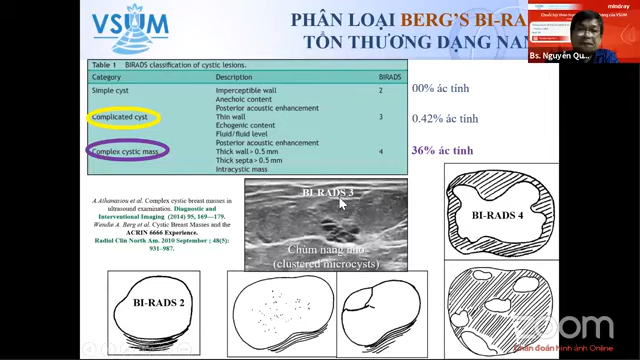 VSUM
PHÂN LOẠI BERG'S BI-RA
TỔN THƯƠNG DẠNG NAN
mindray
Bs. Nguyễn Qu...
Table 1 BIRADS classification of cystic lesions.
Category Description BIRADS
Simple cyst Imperceptible wall 2
Anechoic content
Posterior acoustic enhancement
Complicated cyst Thin wall 3
Echogenic content
Fluid/fluid level
Posterior acoustic enhancement
Complex cystic mass Thick wall > 0.5 mm 4
Thick septa > 0.5 mm
Intracystic mass
00% ác tính
0.42% ác tính
36% ác tính
A.Athanasiou et al. Complex cystic breast masses in
ultrasound examination. Diagnostic and
Interventional Imaging (2014) 95, 169—179.
Wendie A. Berg et al. Cystic Breast Masses and the
ACRIN 6666 Experience.
Radiol Clin North Am. 2010 September ; 48(5):
931–987.
BI-RADS 3
Chùm nang nhỏ
(clustered microcysts)
BI-RADS 4
BI-RADS 2
zoom
Chẩn đoán hình ảnh Online